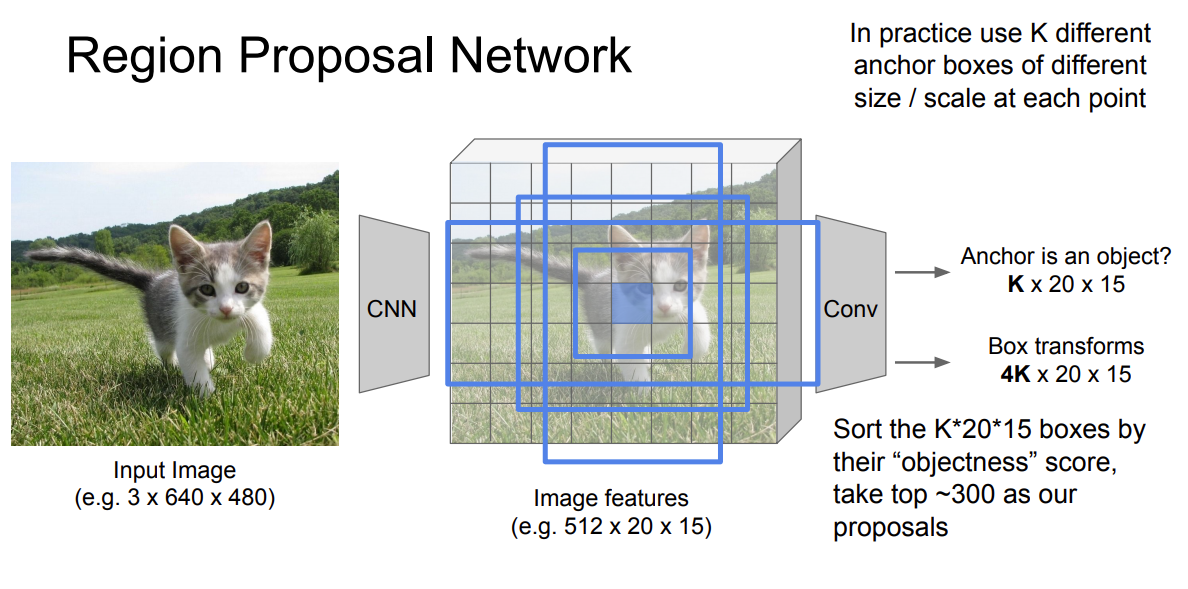 Region Proposal Network
In practice use K different
anchor boxes of different
size / scale at each point
CNN
Conv
Anchor is an object?
K x 20 x 15
Box transforms
4K x 20 x 15
Input Image
(e.g. 3 x 640 x 480)
Image features
(e.g. 512 x 20 x 15)
Sort the K*20*15 boxes by
their “objectness” score,
take top ~300 as our
proposals